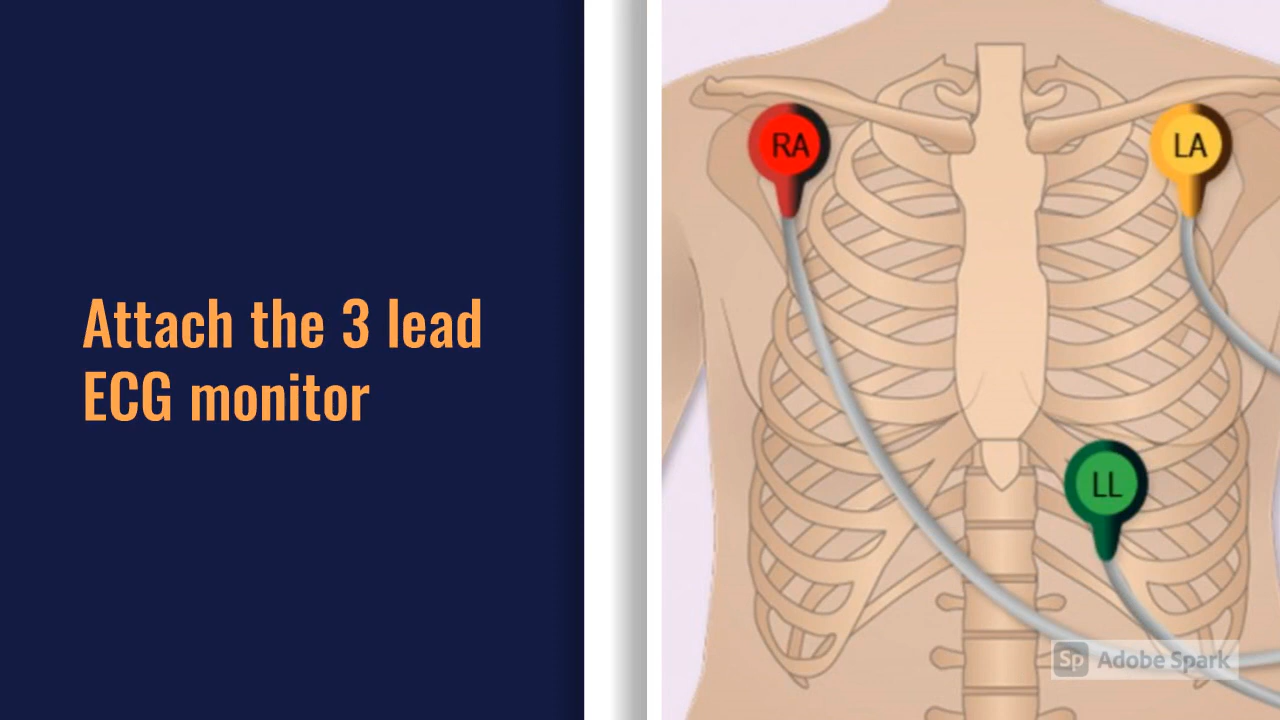 Attach the 3 lead
ECG monitor
RA
LA
LL
Sp Adobe Spark